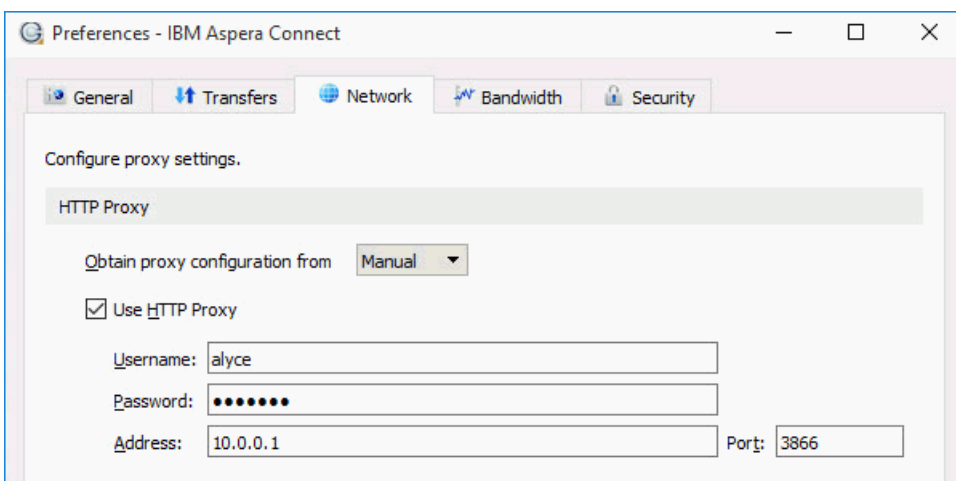 Preferences - IBM Aspera Connect
General Transfers Network Bandwidth Security
Configure proxy settings.
HTTP Proxy
Obtain proxy configuration from Manual
Use HTTP Proxy
Username: alyce
Password: •••••••
Address: 10.0.0.1 Port: 3866